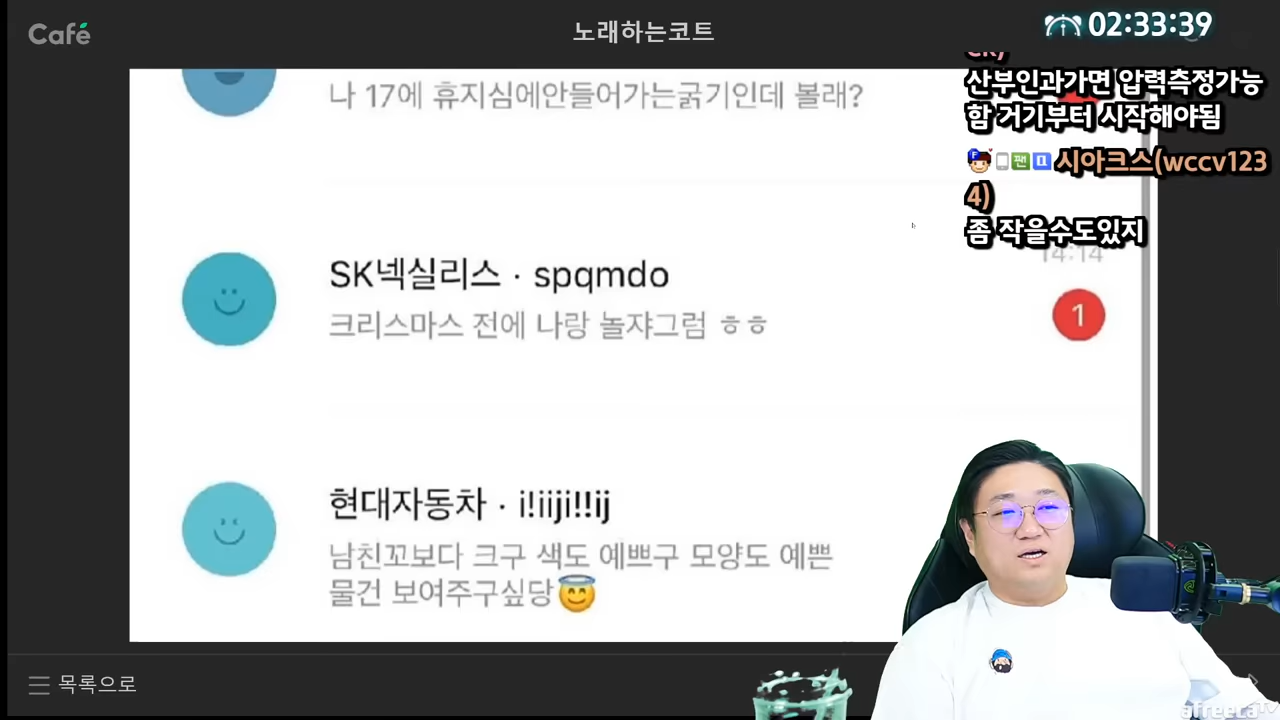 Café
노래하는코트
02:33:39
산부인과가면 압력측정가능
함 거기부터 시작해야됨
시아크스(wccv123
4)
좀 작을수도있지
나 17에 휴지심에안들어가는굵기인데 볼래?
SK넥실리스 · spqmdo
14:14
크리스마스 전에 나랑 놀쟈그럼 ㅎㅎ
1
현대자동차 · i!iiji!!ij
남친꼬보다 크구 색도 예쁘구 모양도 예쁜
물건 보여주구싶당😇
목록으로
afreecaTV